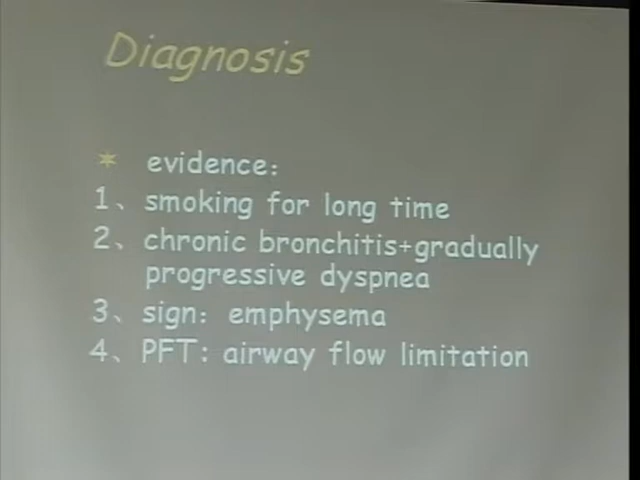 Diagnosis
* evidence:
1、 smoking for long time
2、 chronic bronchitis+gradually
progressive dyspnea
3、 sign: emphysema
4、 PFT: airway flow limitation